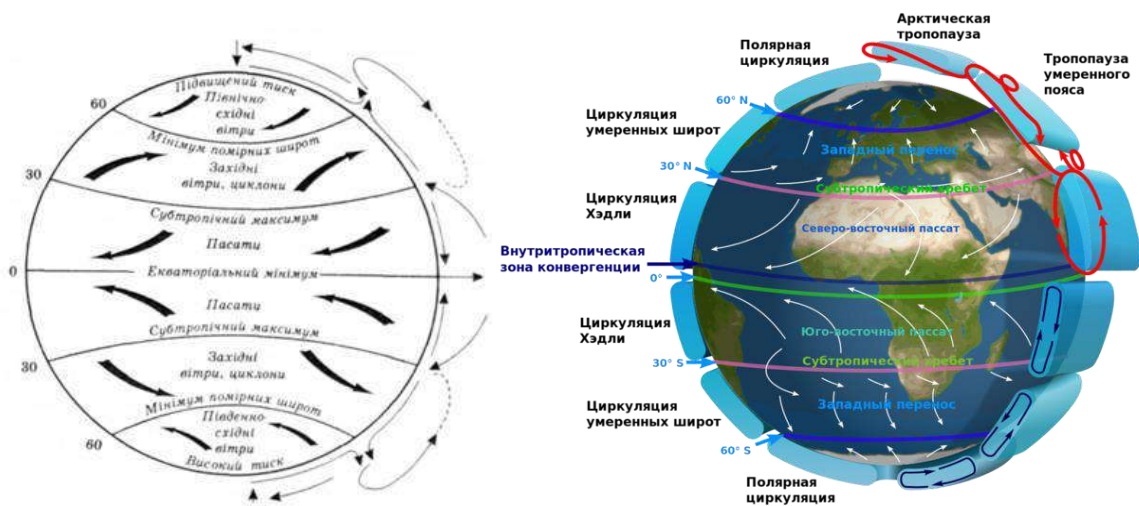 60
Підвищений тиск
Північно-
східні
вітри
Мінімум помірних широт
Західні
вітри, циклони
30
Субтропічний максимум
Пасати
0
Екваторіальний мінімум
Пасати
Субтропічний максимум
30
Західні
вітри, циклони
Мінімум помірних широт
60
Південно-
східні
вітри
Високий тиск
Арктическая
тропопауза
Полярная
циркуляция
Тропопауза
умеренного
пояса
60° N
Циркуляция
умеренных широт
Западный перенос
30° N
Субтропический хребет
Циркуляция
Хэдли
Северо-восточный пассат
Внутритропическая
зона конвергенции
0°
Циркуляция
Хэдли
Юго-восточный пассат
30° S
Субтропический хребет
Циркуляция
умеренных широт
Западный перенос
60° S
Полярная
циркуляция